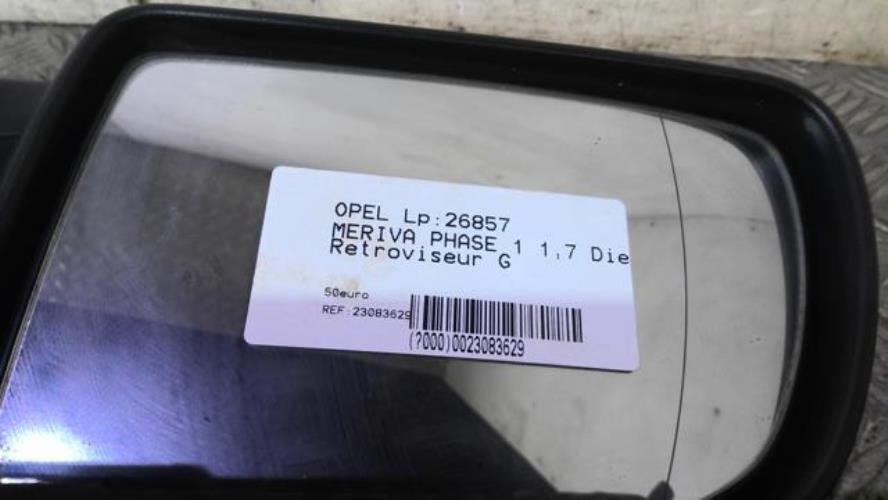 OPEL Lp:26857
MERIVA PHASE 1 1,7 Die
Retroviseur G
50euro
REF:23083629
(?000)0023083629